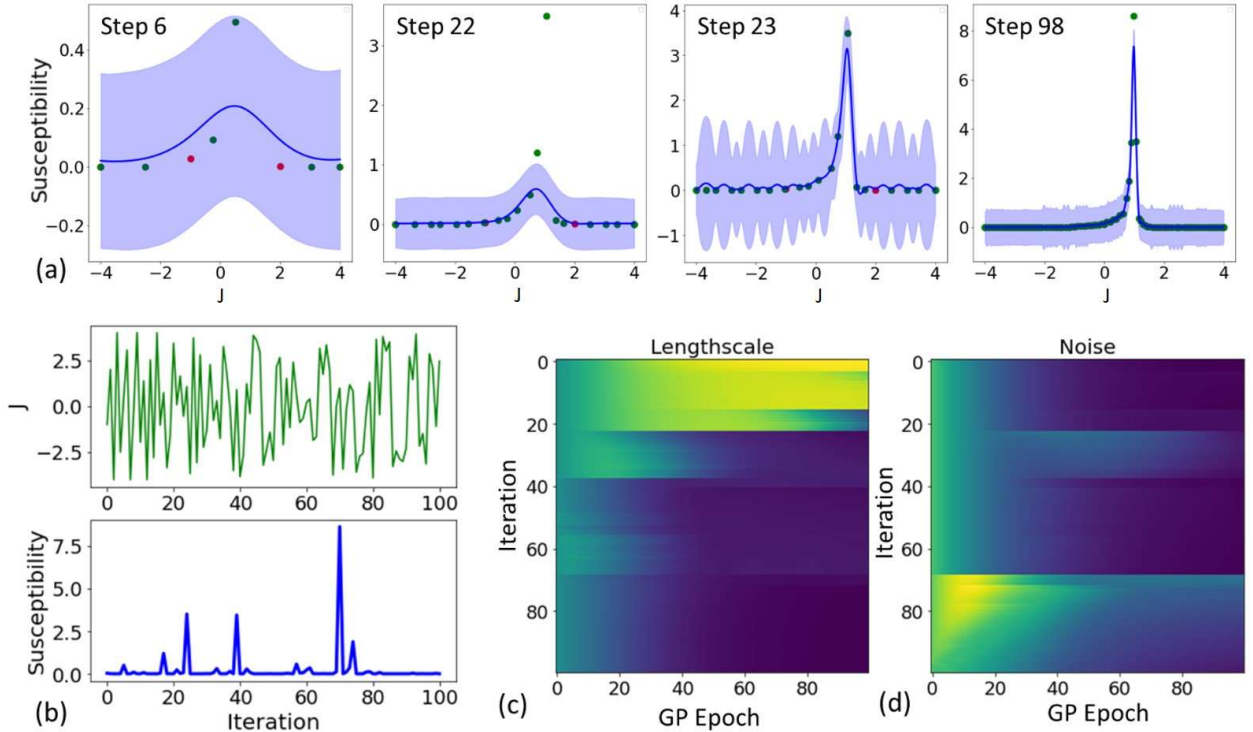 Step 6
Step 22
Step 23
Step 98
Susceptibility
0.4
0.2
0.0
−0.2
3
2
1
0
4
3
2
1
0
−1
8
6
4
2
0
(a)
−4 −2 0 2 4
−4 −2 0 2 4
−4 −2 0 2 4
−4 −2 0 2 4
J
J
J
J
J
2.5
0.0
−2.5
0 20 40 60 80 100
Susceptibility
7.5
5.0
2.5
0.0
0 20 40 60 80 100
(b)
Iteration
Lengthscale
Iteration
0
20
40
60
80
0 20 40 60 80
(c)
GP Epoch
Noise
Iteration
0
20
40
60
80
0 20 40 60 80
(d)
GP Epoch